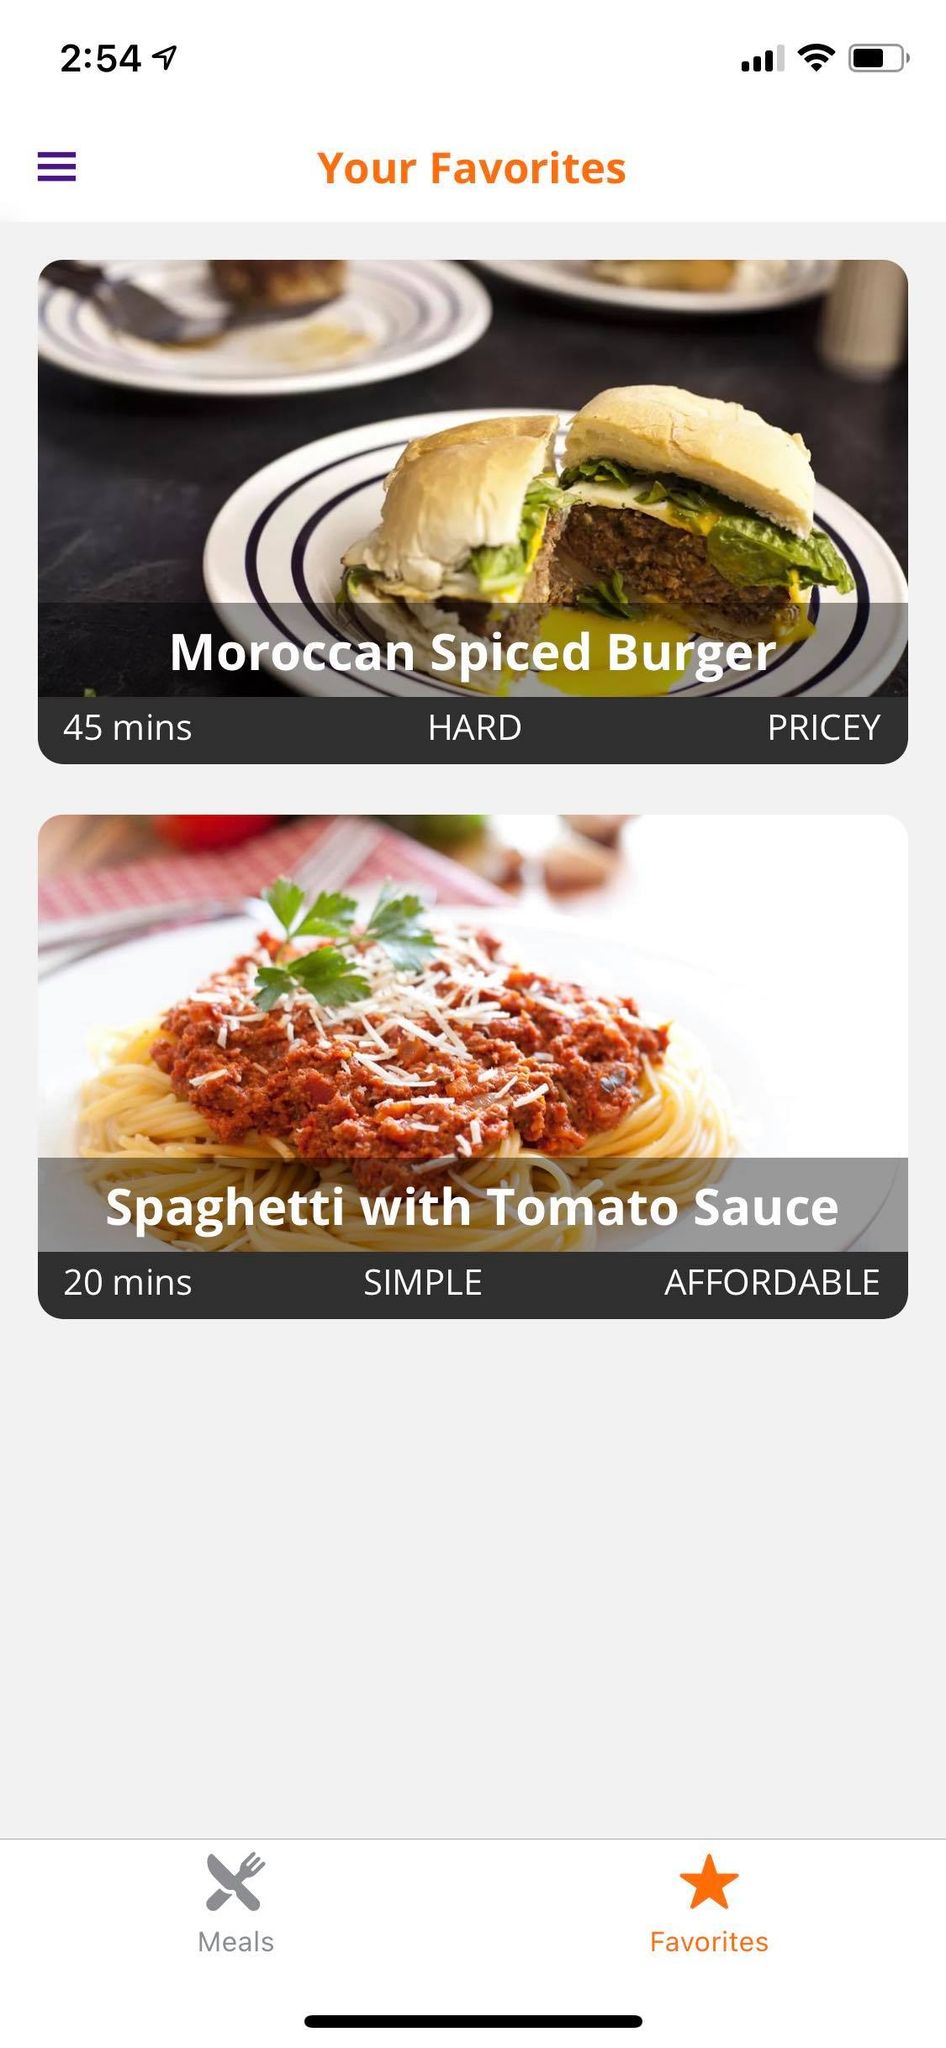 2:54
Your Favorites
Moroccan Spiced Burger
45 mins HARD PRICEY
Spaghetti with Tomato Sauce
20 mins SIMPLE AFFORDABLE
Meals Favorites